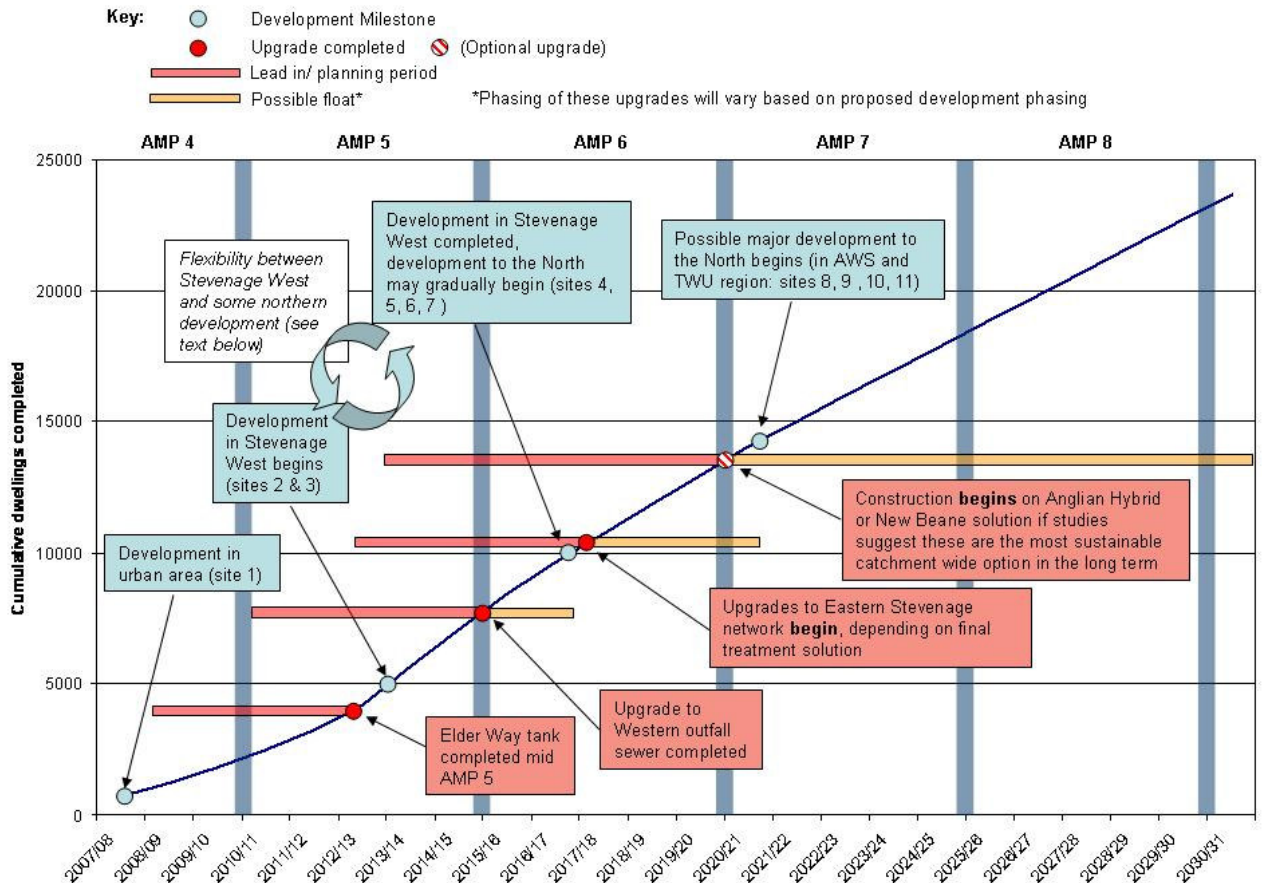 Key:
Development Milestone
Upgrade completed
(Optional upgrade)
Lead in/ planning period
Possible float*
*Phasing of these upgrades will vary based on proposed development phasing
AMP 4
AMP 5
AMP 6
AMP 7
AMP 8
Cumulative dwellings completed
25000
20000
15000
10000
5000
0
Flexibility between
Stevenage West
and some northern
development (see
text below)
Development in Stevenage
West completed,
development to the North
may gradually begin (sites 4,
5, 6, 7 )
Possible major development to
the North begins (in AWS and
TWU region: sites 8, 9 , 10, 11)
Development
in Stevenage
West begins
(sites 2 & 3)
Development in
urban area (site 1)
Construction begins on Anglian Hybrid
or New Beane solution if studies
suggest these are the most sustainable
catchment wide option in the long term
Upgrades to Eastern Stevenage
network begin, depending on final
treatment solution
Upgrade to
Western outfall
sewer completed
Elder Way tank
completed mid
AMP 5
2007/08
2008/09
2009/10
2010/11
2011/12
2012/13
2013/14
2014/15
2015/16
2016/17
2017/18
2018/19
2019/20
2020/21
2021/22
2022/23
2023/24
2024/25
2025/26
2026/27
2027/28
2028/29
2029/30
2030/31